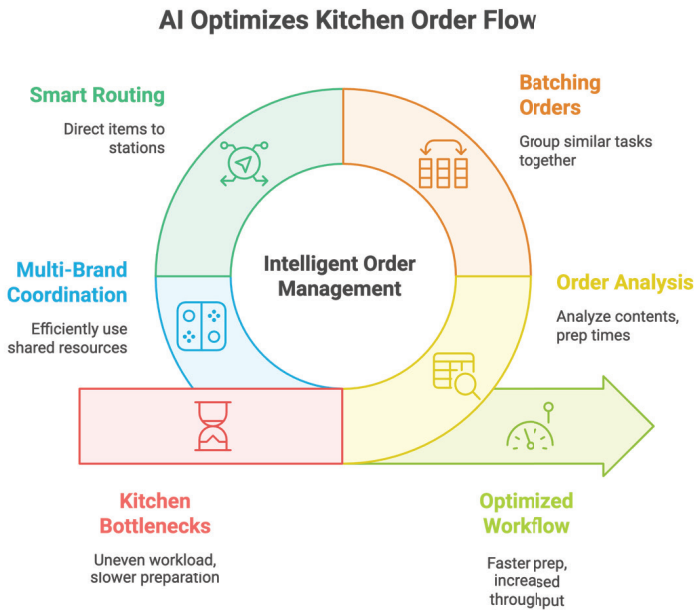 AI Optimizes Kitchen Order Flow
Smart Routing
Direct items to
stations
Batching
Orders
Group similar tasks
together
Intelligent Order
Management
Multi-Brand
Coordination
Efficiently use
shared resources
Order Analysis
Analyze contents,
prep times
Kitchen
Bottlenecks
Uneven workload,
slower preparation
Optimized
Workflow
Faster prep,
increased
throughput